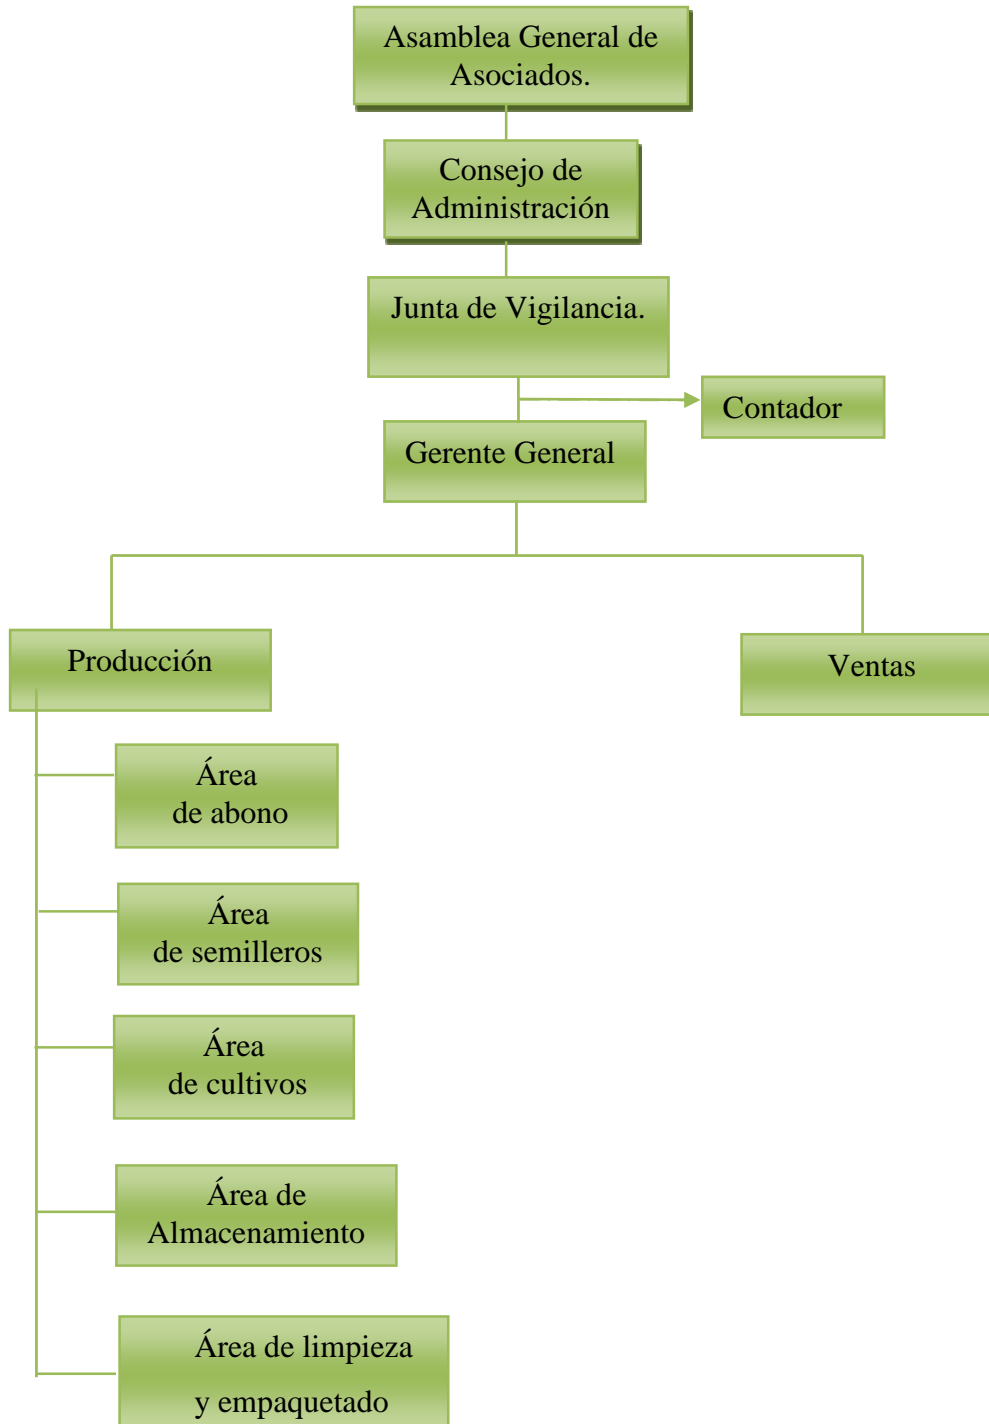 Asamblea General de
Asociados.
Consejo de
Administración
Junta de Vigilancia.
Contador
Gerente General
Producción
Ventas
Área
de abono
Área
de semilleros
Área
de cultivos
Área de
Almacenamiento
Área de limpieza
y empaquetado